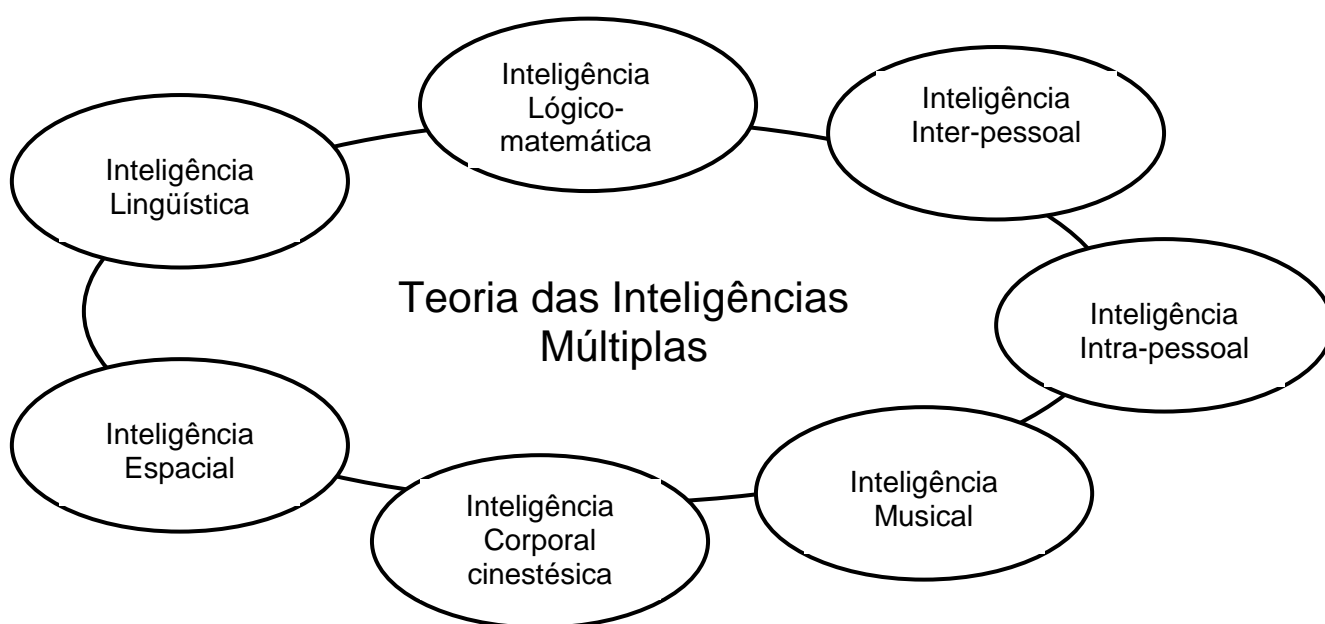 Inteligência
Lógico-
matemática
Inteligência
Inter-pessoal
Inteligência
Lingüística
Teoria das Inteligências
Múltiplas
Inteligência
Intra-pessoal
Inteligência
Espacial
Inteligência
Corporal
cinestésica
Inteligência
Musical